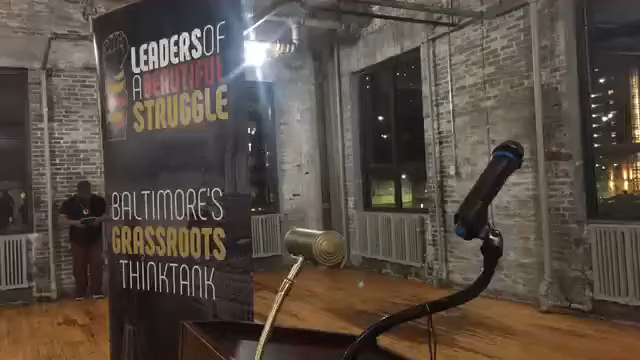 LEADERS OF
A BEAUTIFUL
STRUGGLE
BALTIMORE'S
GRASSROOTS
THINKTANK